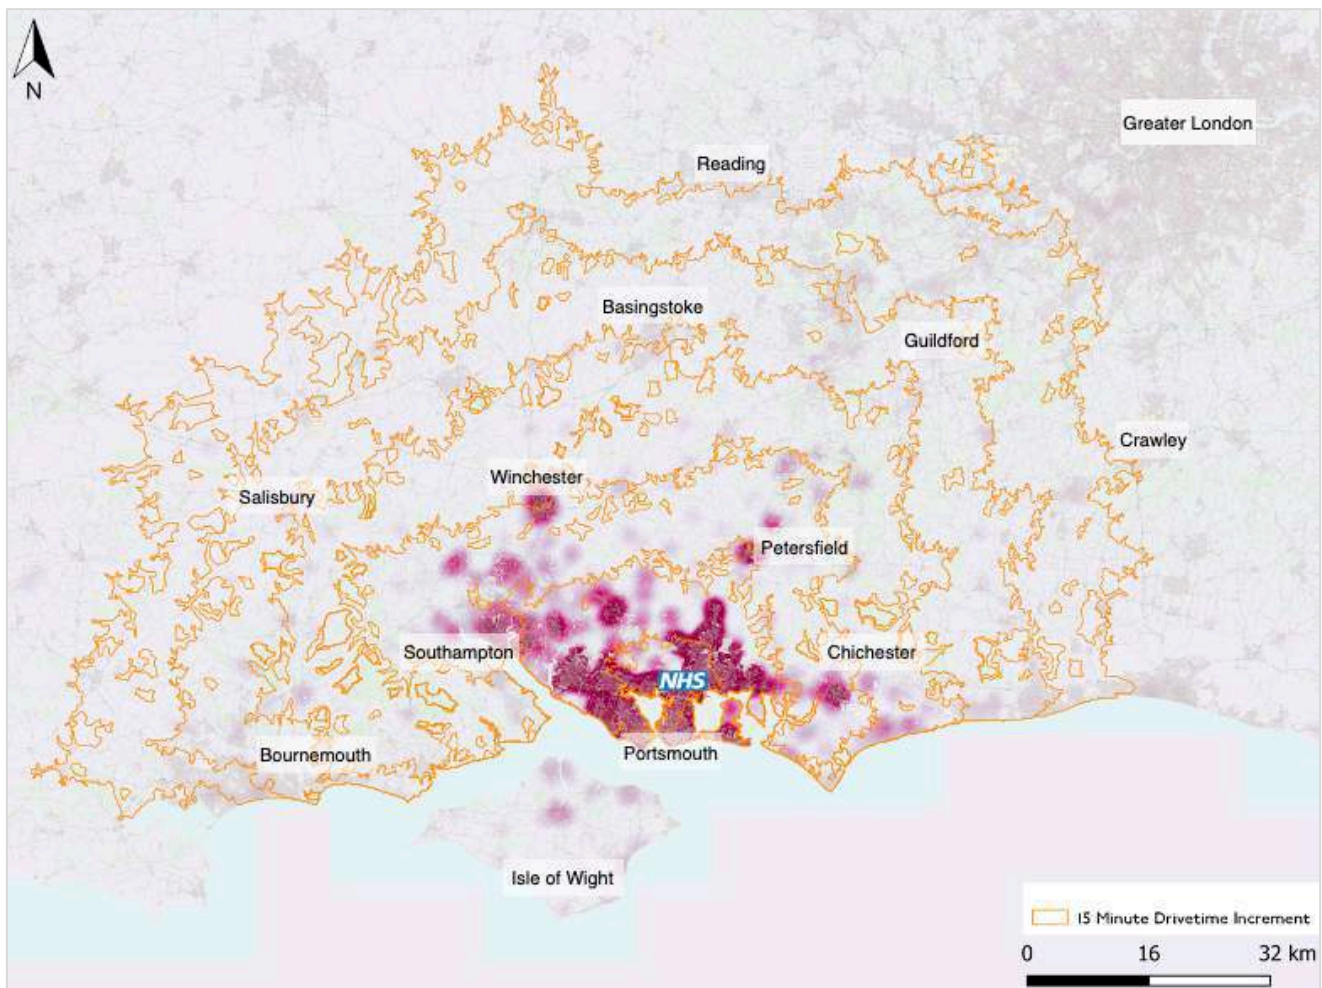 N
Greater London
Reading
Basingstoke
Guildford
Crawley
Winchester
Salisbury
Petersfield
Southampton
Chichester
NHS
Portsmouth
Bournemouth
Isle of Wight
15 Minute Drivetime Increment
0 16 32 km